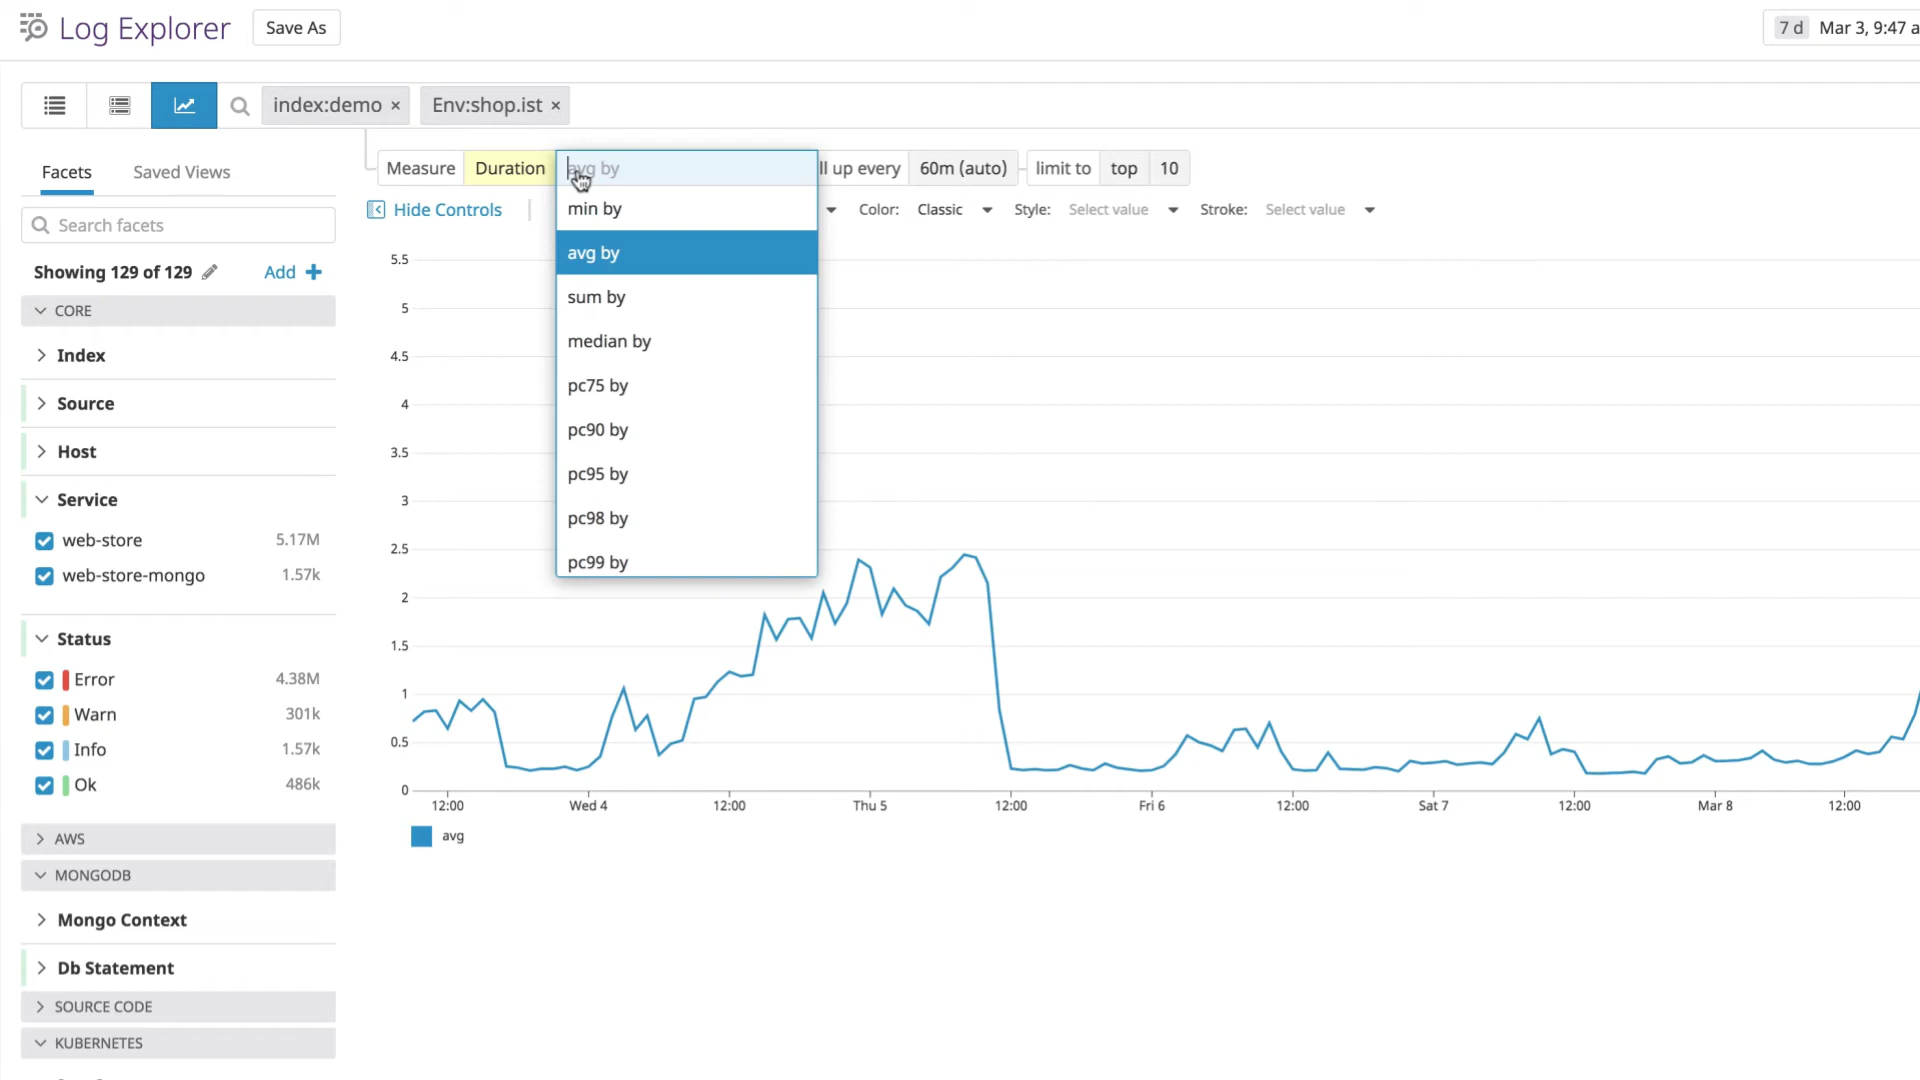 Log Explorer
Save As
7 d Mar 3, 9:47 a
index:demo ×
Env:shop.ist ×
Facets
Saved Views
Measure Duration avg by ll up every 60m (auto) limit to top 10
Hide Controls
Color: Classic
Style: Select value
Stroke: Select value
Search facets
Showing 129 of 129
Add +
CORE
Index
Source
Host
Service
web-store 5.17M
web-store-mongo 1.57k
Status
Error 4.38M
Warn 301k
Info 1.57k
Ok 486k
AWS
MONGODB
Mongo Context
Db Statement
SOURCE CODE
KUBERNETES
min by
avg by
sum by
median by
pc75 by
pc90 by
pc95 by
pc98 by
pc99 by
5.5
5
4.5
4
3.5
3
2.5
2
1.5
1
0.5
0
12:00 Wed 4 12:00 Thu 5 12:00 Fri 6 12:00 Sat 7 12:00 Mar 8 12:00
avg